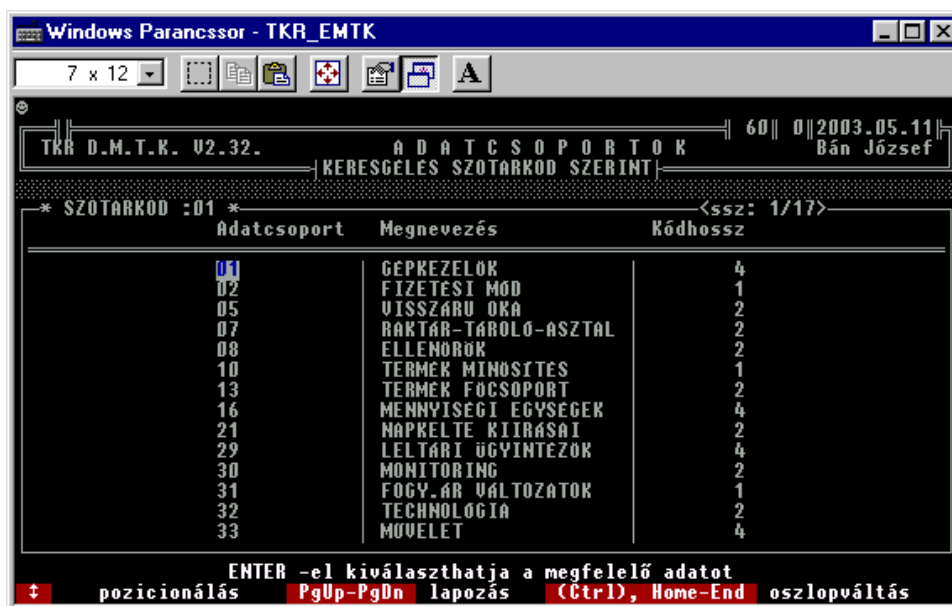 Windows Parancssor - TKR_EMTK
7 x 12
60 0 2003.05.11
TKR D.M.T.K. V2.32. A D A T C S O P O R T O K Bán József
KERESGÉLÉS SZÓTÁRKÓD SZERINT
* SZÓTÁRKÓD :01 * <ssz: 1/17>
Adatcsoport Megnevezés Kódhossz
01 GÉPKEZELŐK 4
02 FIZETÉSI MÓD 1
05 VISSZÁRU OKA 2
07 RAKTÁR-TÁROLÓ-ASZTAL 2
08 ELLENŐRÖK 2
10 TERMÉK MINŐSÍTÉS 1
13 TERMÉK FŐCSOPORT 2
16 MENNYISÉGI EGYSÉGEK 4
21 NAPKELTE KIÍRÁSAI 2
29 LELTÁRI ÜGYINTÉZŐK 4
30 MONITORING 2
31 FOGY.ÁR VÁLTOZATOK 1
32 TECHNOLÓGIA 2
33 MŰVELET 4
ENTER -el kiválaszthatja a megfelelő adatot
↕ pozicionálás PgUp-PgDn lapozás (Ctrl), Home-End oszlopváltás